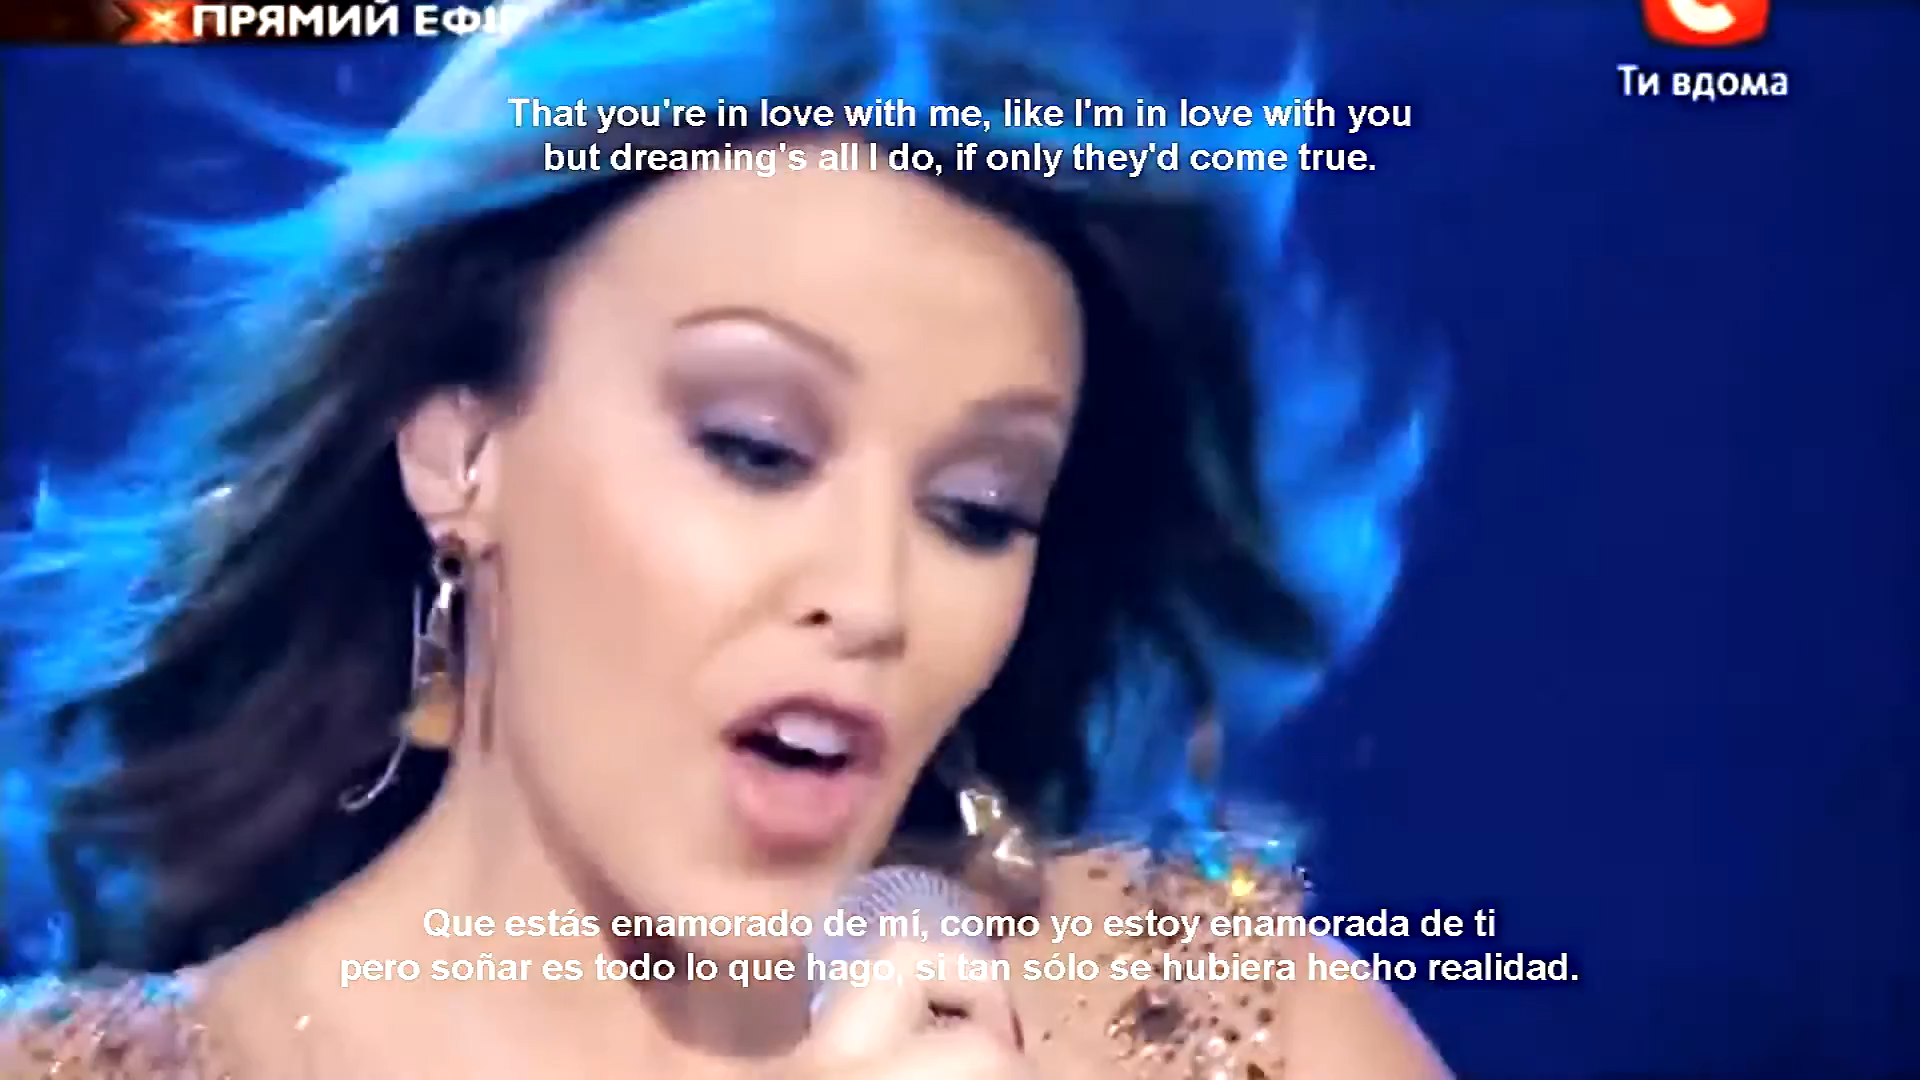 ПРЯМИЙ ЕФІ
Ти вдома
That you're in love with me, like I'm in love with you
but dreaming's all I do, if only they'd come true.
Que estás enamorado de mí, como yo estoy enamorada de ti
pero soñar es todo lo que hago, si tan sólo se hubiera hecho realidad.